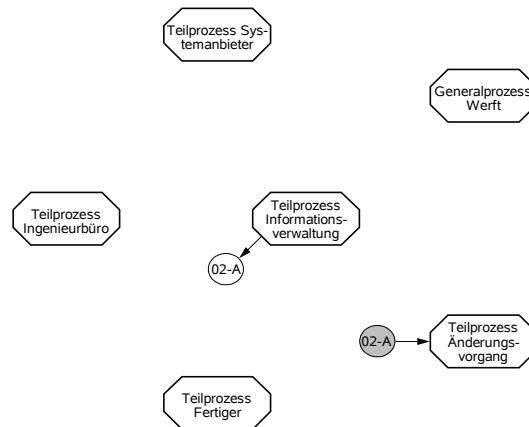 Teilprozess Sys-
temanbieter
Generalprozess
Werft
Teilprozess
Ingenieurbüro
Teilprozess
Informations-
verwaltung
02-A
02-A
Teilprozess
Änderungs-
vorgang
Teilprozess
Fertiger